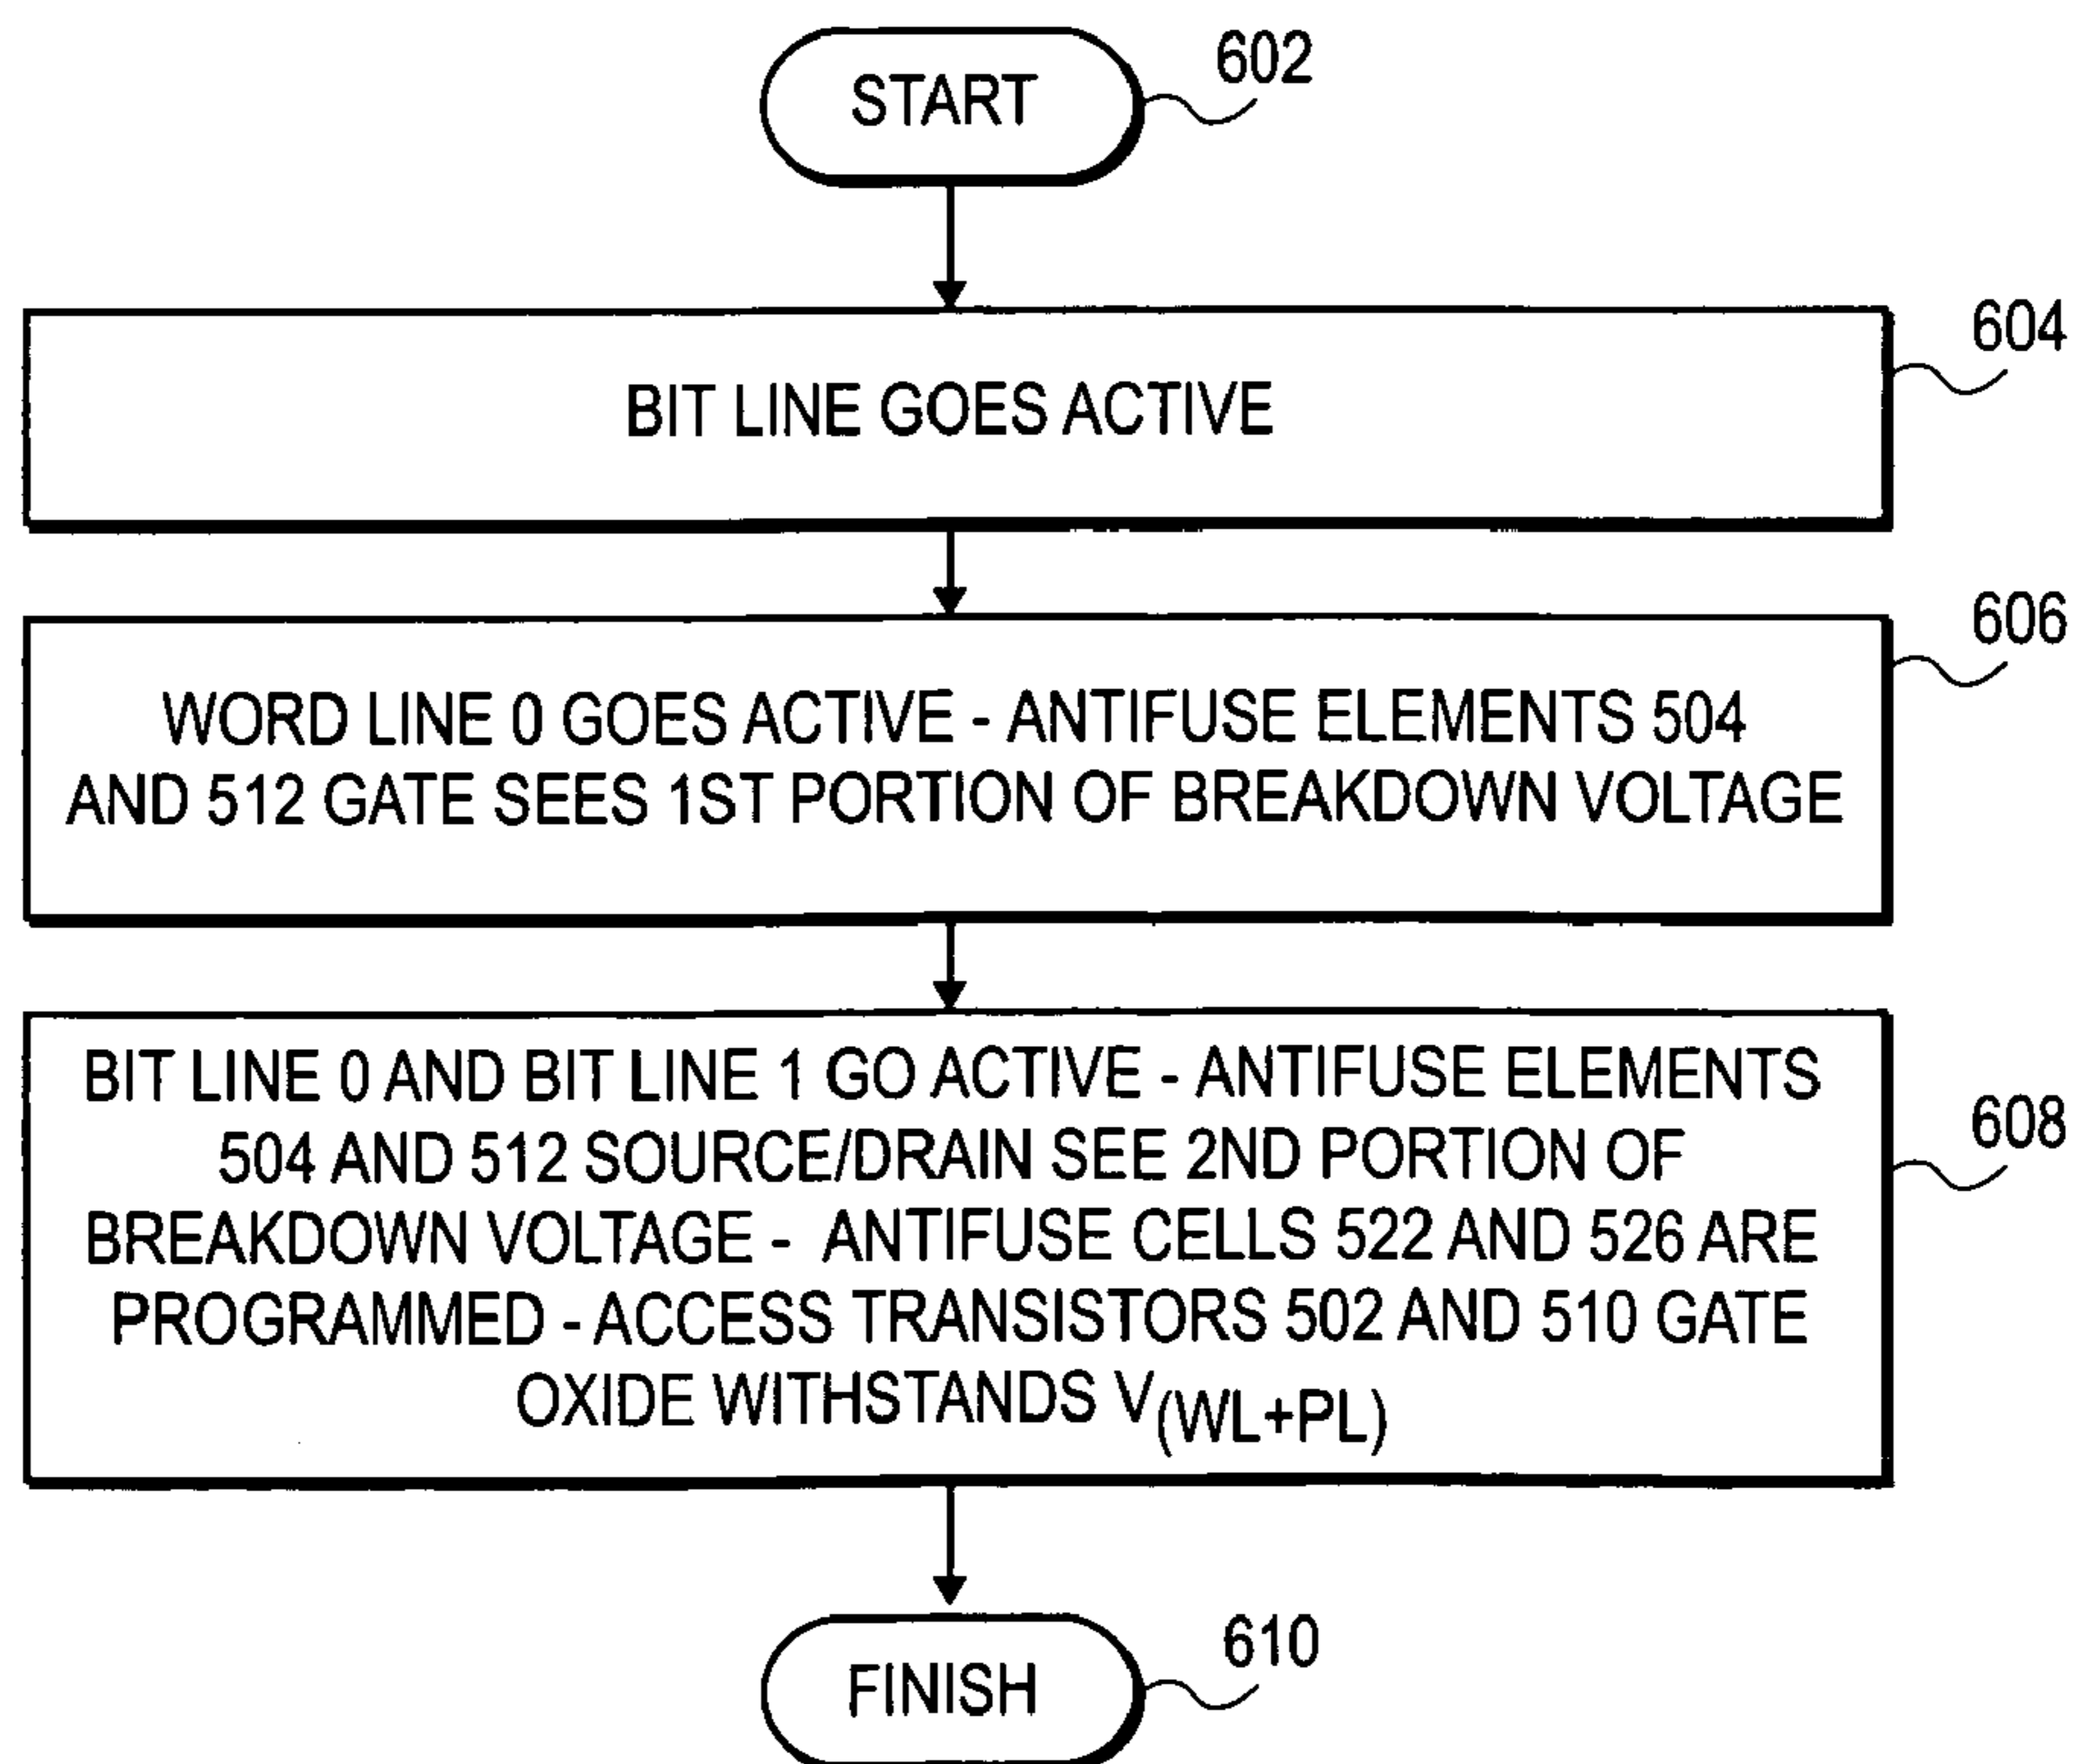 START
602
604
BIT LINE GOES ACTIVE
606
WORD LINE 0 GOES ACTIVE - ANTIFUSE ELEMENTS 504
AND 512 GATE SEES 1ST PORTION OF BREAKDOWN VOLTAGE
BIT LINE 0 AND BIT LINE 1 GO ACTIVE - ANTIFUSE ELEMENTS
608
504 AND 512 SOURCE/DRAIN SEE 2ND PORTION OF
BREAKDOWN VOLTAGE - ANTIFUSE CELLS 522 AND 526 ARE
PROGRAMMED - ACCESS TRANSISTORS 502 AND 510 GATE
OXIDE WITHSTANDS V(WL+PL)
610
FINISH